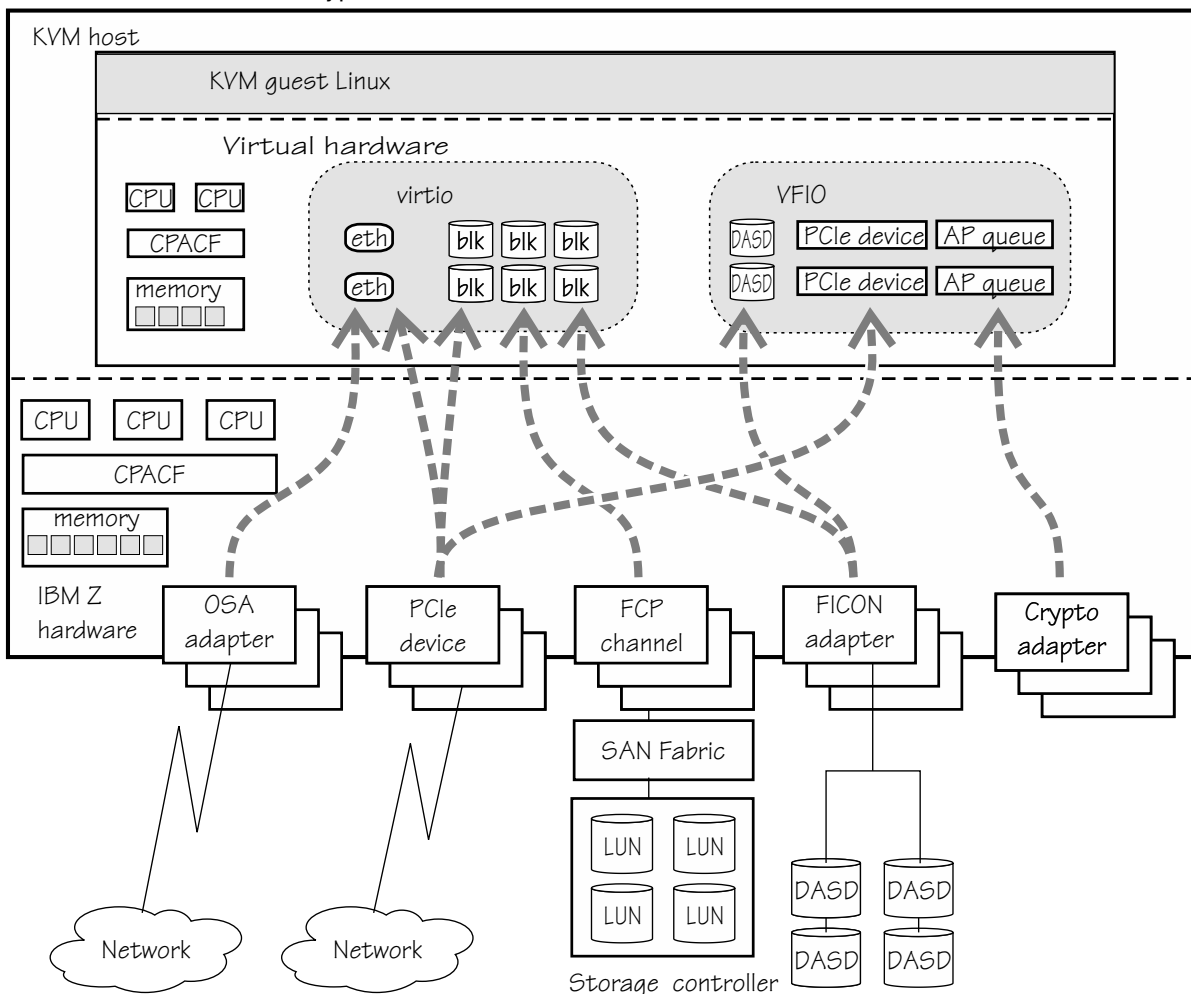 KVM host
KVM guest Linux
Virtual hardware
CPU CPU
CPACF
memory
virtio
eth blk blk blk
eth blk blk blk
VFIO
DASD PCIe device AP queue
DASD PCIe device AP queue
CPU CPU CPU
CPACF
memory
IBM Z
hardware
OSA
adapter
PCIe
device
FCP
channel
FICON
adapter
Crypto
adapter
SAN Fabric
LUN LUN
LUN LUN
Storage controller
DASD DASD
DASD DASD
Network
Network